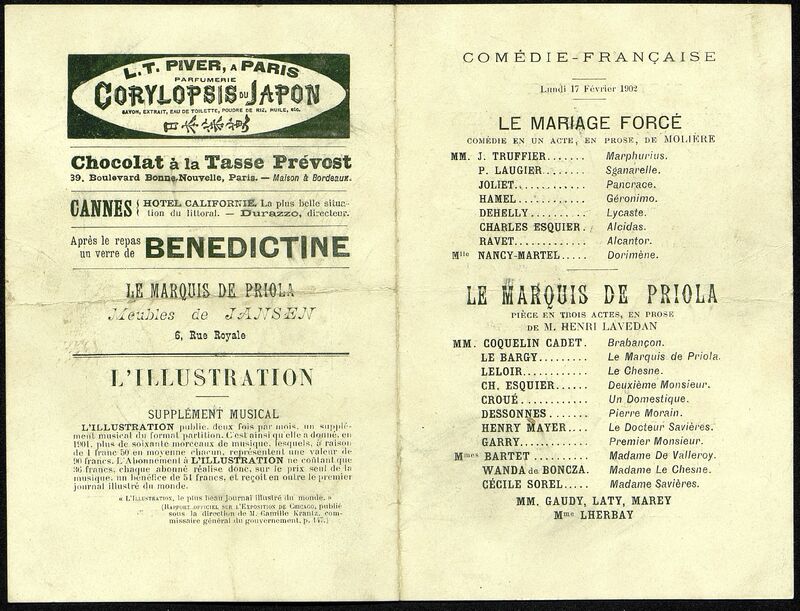 L.T. PIVER, A PARIS
PARFUMERIE
CORYLOPSIS DU JAPON
SAVON, EXTRAIT, EAU DE TOILETTE, POUDRE DE RIZ, HUILE, etc.
Chocolat à la Tasse Prévost
39, Boulevard Bonne-Nouvelle, Paris. — Maison à Bordeaux.
CANNES { HOTEL CALIFORNIE. La plus belle situa-
tion du littoral. — Durazzo, directeur.
Après le repas
un verre de BENEDICTINE
LE MARQUIS DE PRIOLA
Meubles de JANSEN
6, Rue Royale
L'ILLUSTRATION
SUPPLÉMENT MUSICAL
L'ILLUSTRATION publie, deux fois par mois, un supplé-
ment musical du format partition. C'est ainsi qu'elle a donné, en
1901, plus de soixante morceaux de musique, lesquels, à raison
de 1 franc 50 en moyenne chacun, représentent une valeur de
90 francs. L'Abonnement à L'ILLUSTRATION ne coûtant que
36 francs, chaque abonné réalise donc, sur le prix seul de la
musique, un bénéfice de 54 francs, et reçoit en outre le premier
journal illustré du monde.
« L'ILLUSTRATION, le plus beau journal illustré du monde. »
(RAPPORT OFFICIEL SUR L'EXPOSITION DE CHICAGO, publié
sous la direction de M. Camille Krantz, com-
missaire général du gouvernement, p. 147.)
COMÉDIE-FRANÇAISE
Lundi 17 Février 1902
LE MARIAGE FORCÉ
COMÉDIE EN UN ACTE, EN PROSE, DE MOLIÈRE
MM. J. TRUFFIER....... Marphurius.
P. LAUGIER....... Sganarelle.
JOLIET........... Pancrace.
HAMEL........... Géronimo.
DEHELLY......... Lycaste.
CHARLES ESQUIER. Alcidas.
RAVET........... Alcantor.
Mlle NANCY-MARTEL..... Dorimène.
LE MARQUIS DE PRIOLA
PIÈCE EN TROIS ACTES, EN PROSE
DE M. HENRI LAVEDAN
MM. COQUELIN CADET. Brabançon.
LE BARGY......... Le Marquis de Priola.
LELOIR........... Le Chesne.
CH. ESQUIER...... Deuxième Monsieur.
CROUÉ........... Un Domestique.
DESSONNES....... Pierre Morain.
HENRY MAYER.... Le Docteur Savières.
GARRY........... Premier Monsieur.
Mmes BARTET.......... Madame De Valleroy.
WANDA de BONCZA. Madame Le Chesne.
CÉCILE SOREL..... Madame Savières.
MM. GAUDY, LATY, MAREY
Mme LHERBAY